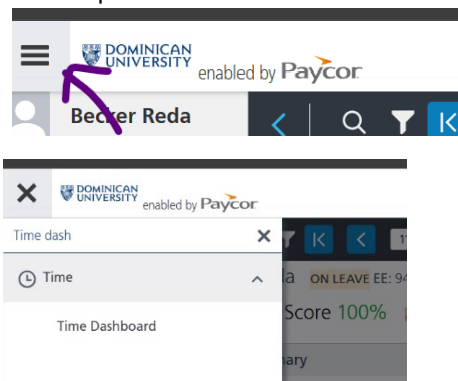 DOMINICAN
UNIVERSITY
enabled by Paycor
Becker Reda
DOMINICAN
UNIVERSITY
enabled by Paycor
Time dash
Time
ON LEAVE EE: 94
Score 100%
Time Dashboard